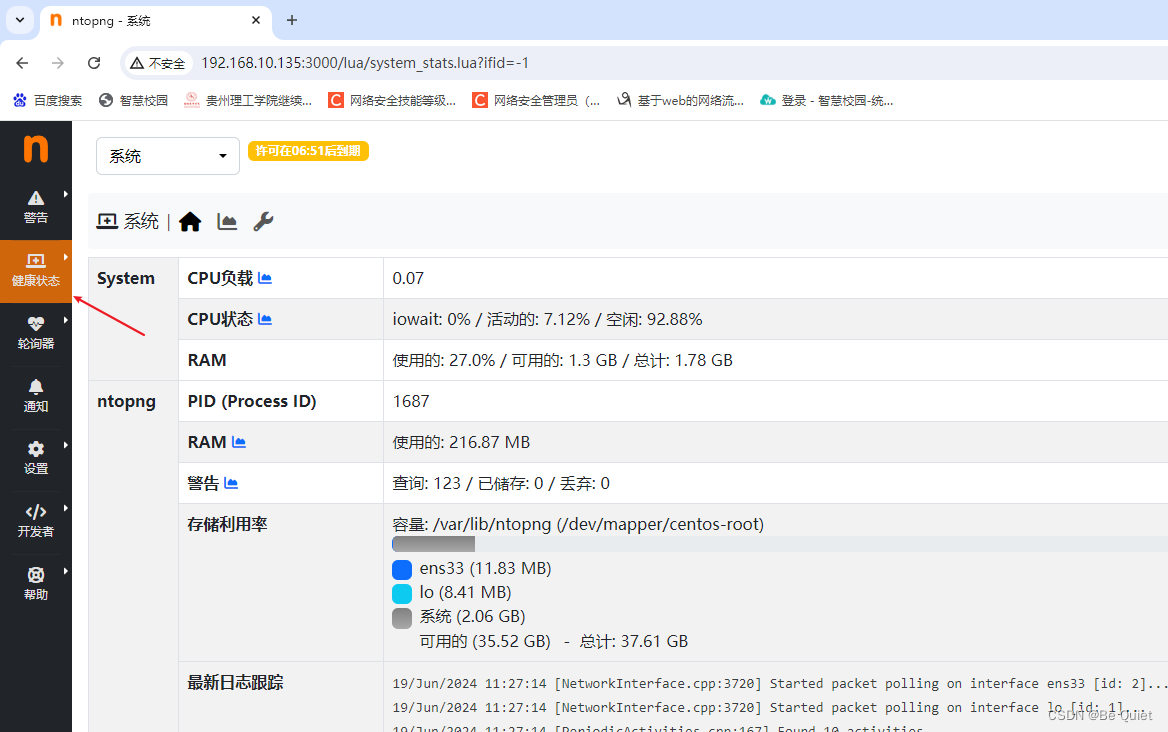 ntopng - 系统
不安全
192.168.10.135:3000/lua/system_stats.lua?ifid=-1
百度搜索 智慧校园 贵州理工学院继续... 网络安全技能等级... 网络安全管理员（... 基于web的网络流... 登录 - 智慧校园-统...
n
系统
许可在06:51后到期
警告
系统 |
健康状态
System
CPU负载
0.07
CPU状态
iowait: 0% / 活动的: 7.12% / 空闲: 92.88%
轮询器
RAM
使用的: 27.0% / 可用的: 1.3 GB / 总计: 1.78 GB
ntopng
PID (Process ID)
1687
通知
RAM
使用的: 216.87 MB
设置
警告
查询: 123 / 已储存: 0 / 丢弃: 0
开发者
存储利用率
容量: /var/lib/ntopng (/dev/mapper/centos-root)
ens33 (11.83 MB)
lo (8.41 MB)
帮助
系统 (2.06 GB)
可用的 (35.52 GB) - 总计: 37.61 GB
最新日志跟踪
19/Jun/2024 11:27:14 [NetworkInterface.cpp:3720] Started packet polling on interface ens33 [id: 2]...
19/Jun/2024 11:27:14 [NetworkInterface.cpp:3720] Started packet polling on interface lo [id: 1]...
19/Jun/2024 11:27:14 [PeriodicActivities.cpp:167] Found 10 activities
CSDN @Be Quiet